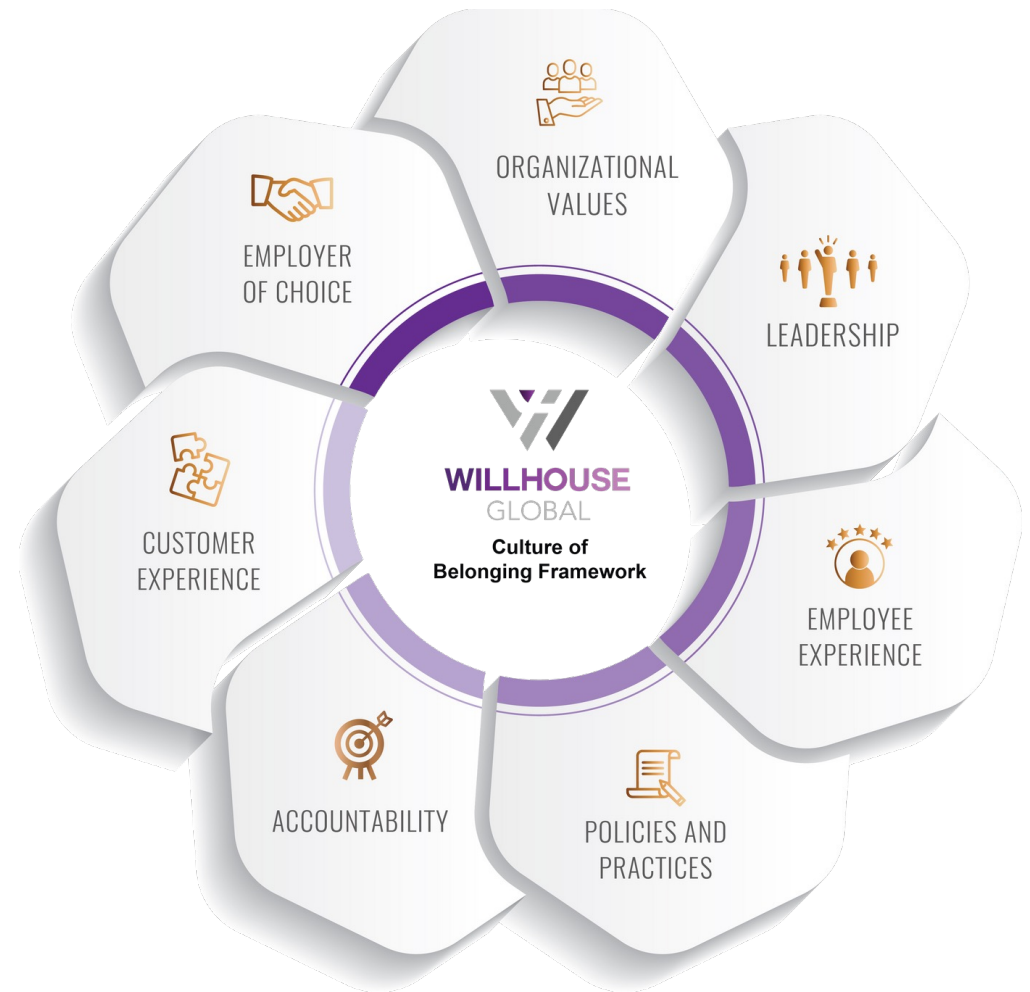 ORGANIZATIONAL
VALUES
LEADERSHIP
EMPLOYEE
EXPERIENCE
POLICIES AND
PRACTICES
ACCOUNTABILITY
CUSTOMER
EXPERIENCE
EMPLOYER
OF CHOICE
WILLHOUSE
GLOBAL
Culture of
Belonging Framework